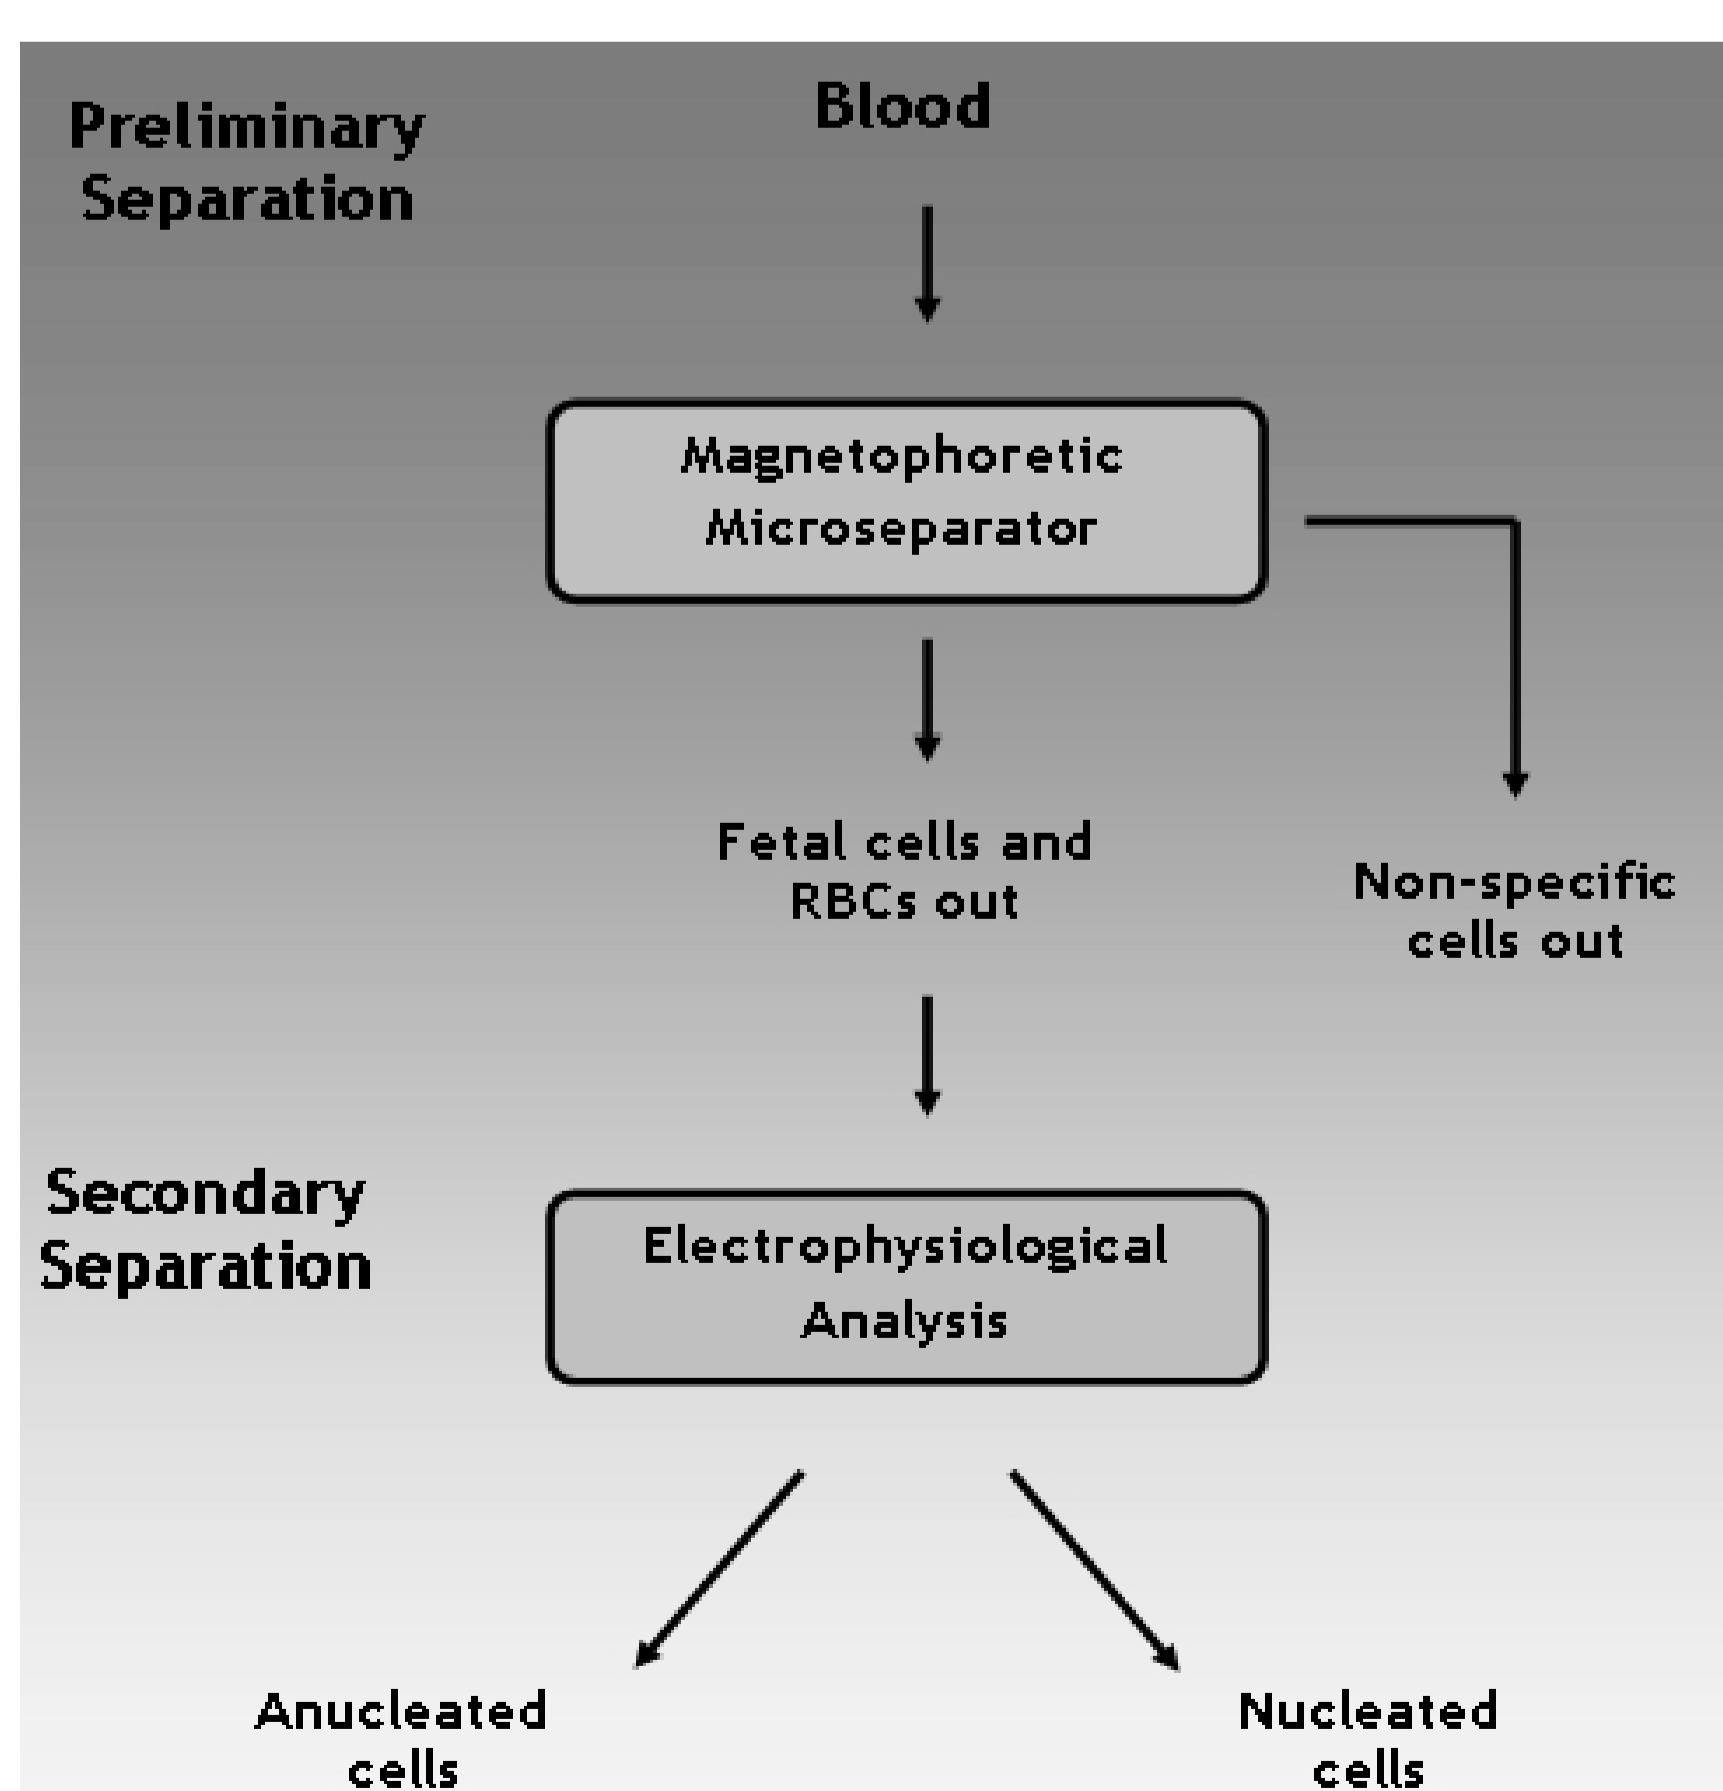 Preliminary
Separation
Blood
Magnetophoretic
Microseparator
Fetal cells and
RBCs out
Non-specific
cells out
Secondary
Separation
Electrophysiological
Analysis
Anucleated
cells
Nucleated
cells